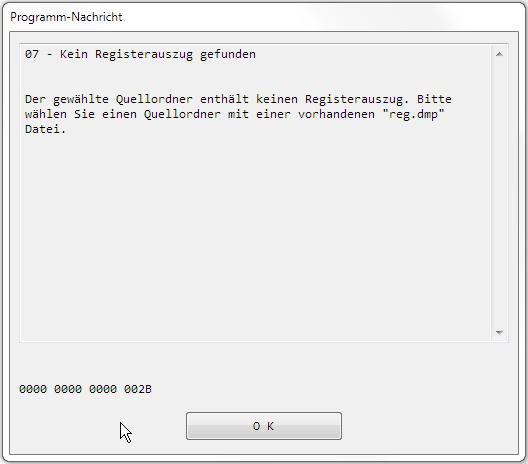 Programm-Nachricht
07 - Kein Registerauszug gefunden
Der gewählte Quellordner enthält keinen Registerauszug. Bitte
wählen Sie einen Quellordner mit einer vorhandenen "reg.dmp"
Datei.
0000 0000 0000 002B
O K